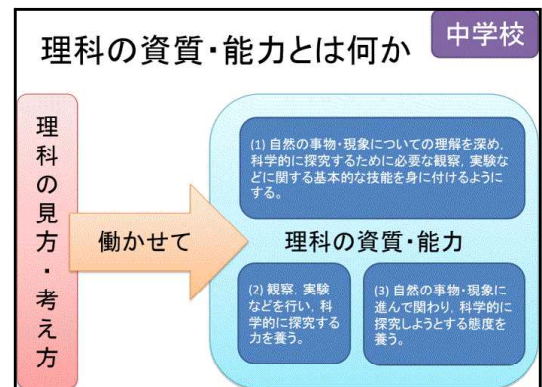 理科の資質・能力とは何か
中学校
理科の見方・考え方
働かせて
(1) 自然の事物・現象についての理解を深め,
科学的に探究するために必要な観察, 実験な
どに関する基本的な技能を身に付けるように
する。
理科の資質・能力
(2) 観察, 実験
などを行い, 科
学的に探究する
力を養う。
(3) 自然の事物・現象に
進んで関わり, 科学的に
探究しようとする態度を
養う。